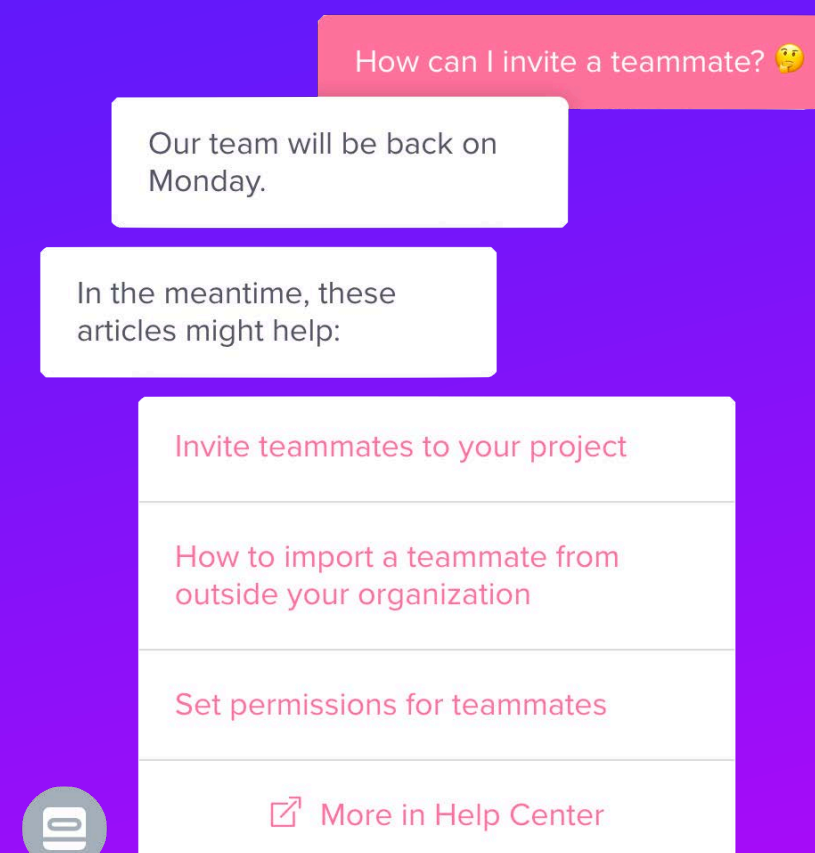 How can I invite a teammate? 🤔
Our team will be back on
Monday.
In the meantime, these
articles might help:
Invite teammates to your project
How to import a teammate from
outside your organization
Set permissions for teammates
More in Help Center